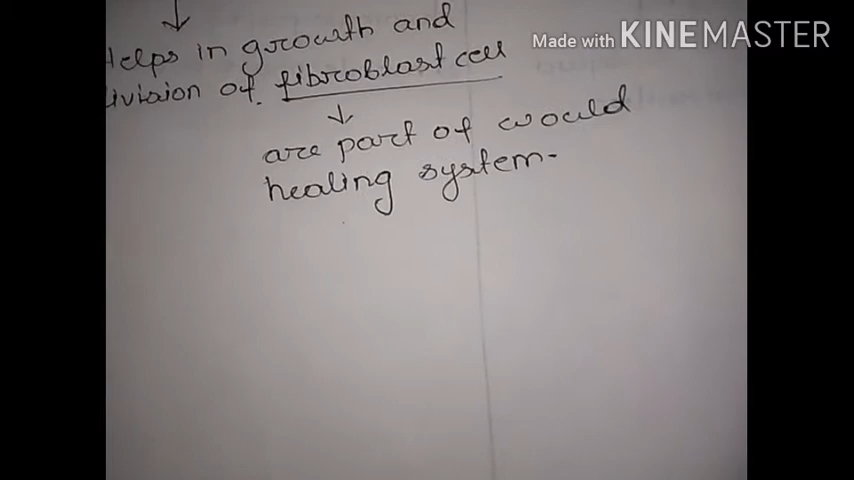 Made with KINEMASTER
Helps in growth and
division of fibroblast cell
are part of would
healing system-